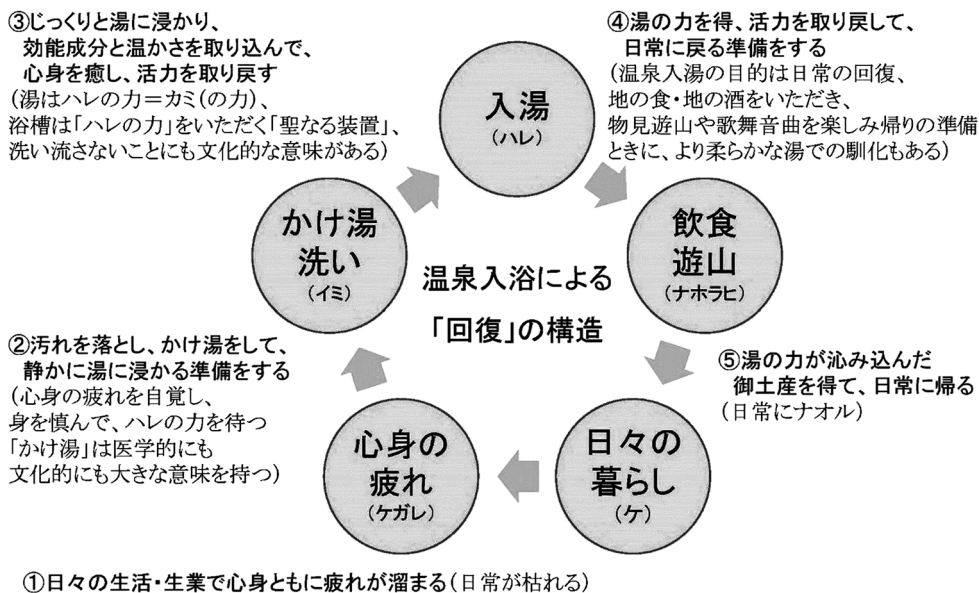 ③じっくりと湯に浸かり、
効能成分と温かさを取り込んで、
心身を癒し、活力を取り戻す
(湯はハレの力＝カミ(の力)、
浴槽は「ハレの力」をいただく「聖なる装置」、
洗い流さないことにも文化的な意味がある)
④湯の力を得、活力を取り戻して、
日常に戻る準備をする
(温泉入湯の目的は日常の回復、
地の食・地の酒をいただき、
物見遊山や歌舞音曲を楽しみ帰りの準備
ときに、より柔らかな湯での馴化もある)
入湯
(ハレ)
かけ湯
洗い
(イミ)
飲食
遊山
(ナホラヒ)
温泉入浴による
「回復」の構造
②汚れを落とし、かけ湯をして、
静かに湯に浸かる準備をする
(心身の疲れを自覚し、
身を慎んで、ハレの力を待つ
「かけ湯」は医学的にも
文化的にも大きな意味を持つ)
⑤湯の力が沁み込んだ
御土産を得て、日常に帰る
(日常にナオル)
心身の
疲れ
(ケガレ)
日々の
暮らし
(ケ)
①日々の生活・生業で心身ともに疲れが溜まる(日常が枯れる)